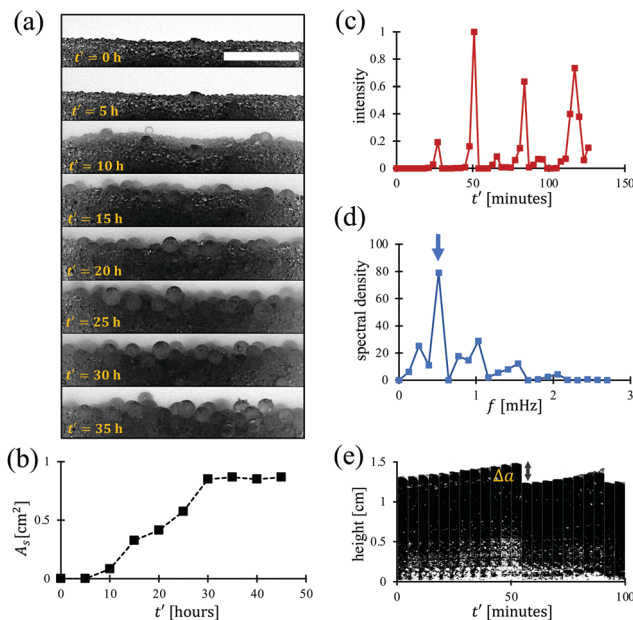 (a)
t' = 0 h
t' = 5 h
t' = 10 h
t' = 15 h
t' = 20 h
t' = 25 h
t' = 30 h
t' = 35 h
(b)
1
0.5
0
A_s [cm²]
0 10 20 30 40 50
t' [hours]
(c)
1
0.8
0.6
0.4
0.2
0
intensity
0 50 100 150
t' [minutes]
(d)
100
80
60
40
20
0
spectral density
0 1 2 3
f [mHz]
(e)
1.5
1.0
0.5
0
height [cm]
Δa
0 50 100
t' [minutes]